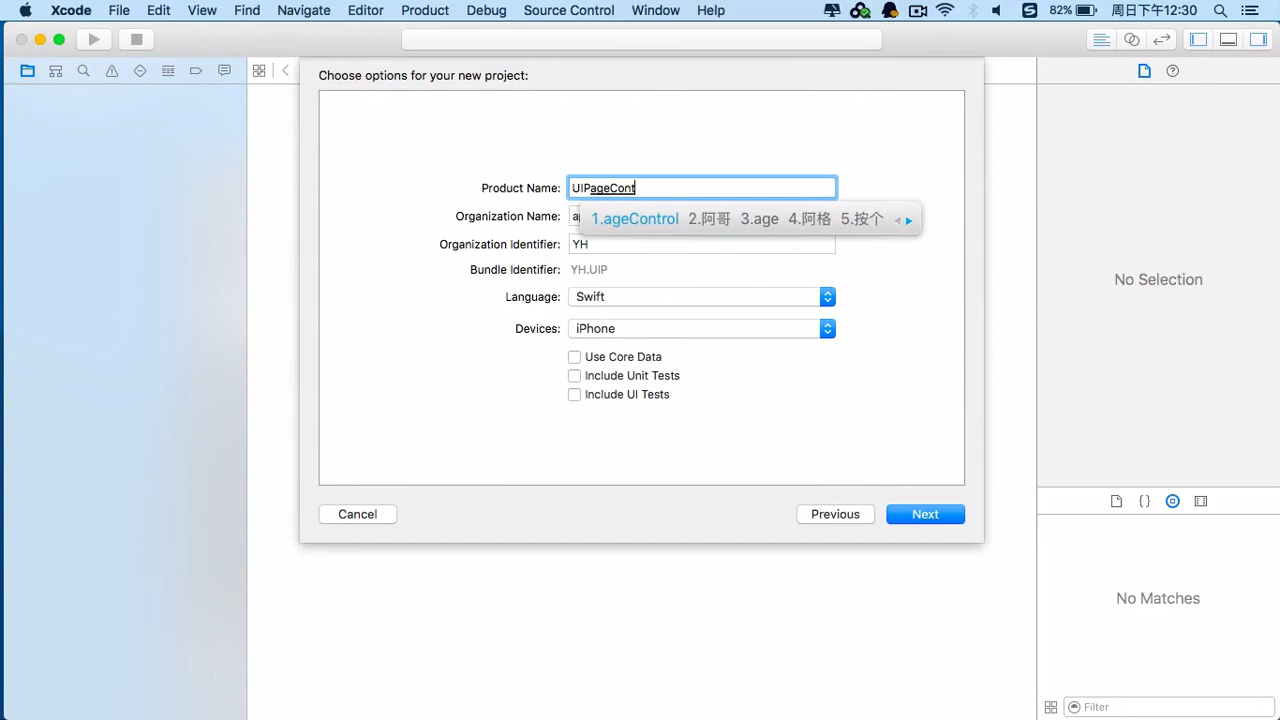 Xcode File Edit View Find Navigate Editor Product Debug Source Control Window Help 82% 周日下午12:30
Choose options for your new project:
Product Name: UIPageCont
1.ageControl 2.阿哥 3.age 4.阿格 5.按个
Organization Name: a
Organization Identifier: YH
Bundle Identifier: YH.UIP
Language: Swift
Devices: iPhone
Use Core Data
Include Unit Tests
Include UI Tests
Cancel Previous Next
No Selection
No Matches
Filter